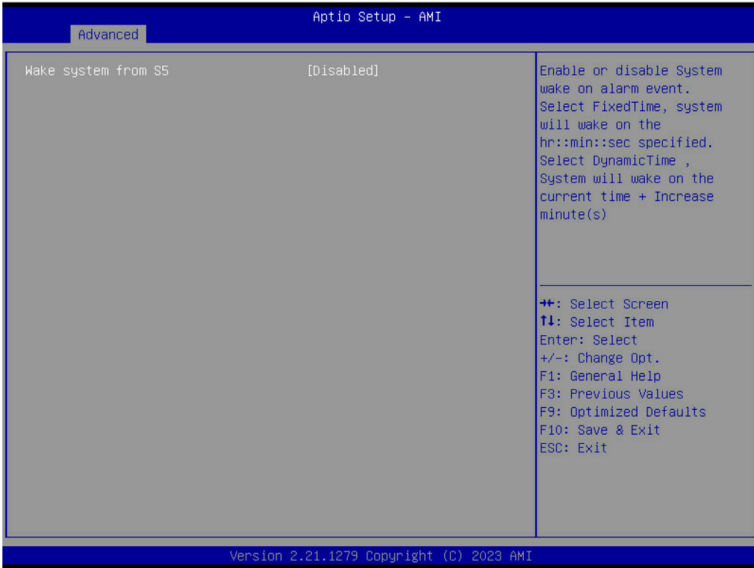 Aptio Setup – AMI
Advanced
Wake system from S5 [Disabled]
Enable or disable System
wake on alarm event.
Select FixedTime, system
will wake on the
hr::min::sec specified.
Select DynamicTime ,
System will wake on the
current time + Increase
minute(s)
→←: Select Screen
↑↓: Select Item
Enter: Select
+/-: Change Opt.
F1: General Help
F3: Previous Values
F9: Optimized Defaults
F10: Save & Exit
ESC: Exit
Version 2.21.1279 Copyright (C) 2023 AMI